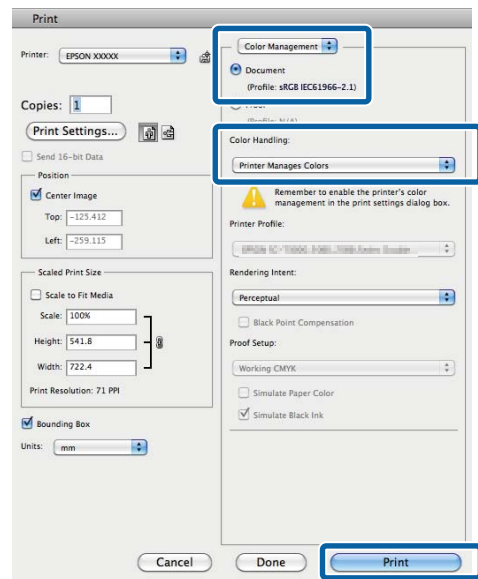 Print
Printer: EPSON XXXXX
Copies: 1
Print Settings...
Send 16-bit Data
Position
Center Image
Top: -125.412
Left: -259.115
Scaled Print Size
Scale to Fit Media
Scale: 100%
Height: 541.8
Width: 722.4
Print Resolution: 71 PPI
Bounding Box
Units: mm
Color Management
Document
(Profile: sRGB IEC61966-2.1)
(Profile: N/A)
Color Handling:
Printer Manages Colors
Remember to enable the printer's color
management in the print settings dialog box.
Printer Profile:
Rendering Intent:
Perceptual
Black Point Compensation
Proof Setup:
Working CMYK
Simulate Paper Color
Simulate Black Ink
Cancel
Done
Print